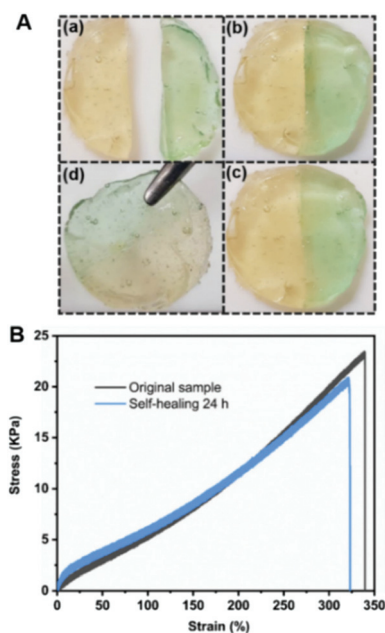 A
(a)
(b)
(d)
(c)
B
25
20
15
10
5
0
Stress (KPa)
Original sample
Self-healing 24 h
0 50 100 150 200 250 300 350
Strain (%)